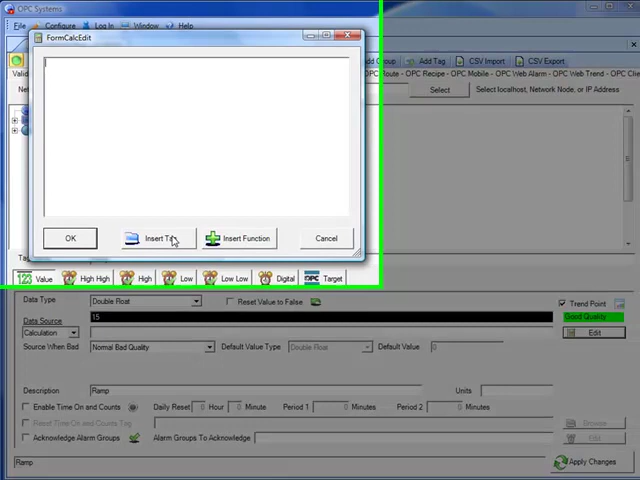 OPC Systems
File Configure Log In Window Help
FormCalcEdit
Add Group Add Tag CSV Import CSV Export
Valid
OPC Route - OPC Recipe - OPC Mobile - OPC Web Alarm - OPC Web Trend - OPC Clie
Ne
Select
Select localhost, Network Node, or IP Address
OK
Insert
Insert Function
Cancel
Tag
Value
High High
High
Low
Low Low
Digital
Target
Data Type
Double Float
Reset Value to False
Trend Point
Data Source
15
Good Quality
Calculation
Edit
Source When Bad
Normal Bad Quality
Default Value Type
Double Float
Default Value
0
Description
Ramp
Units
Enable Time On and Counts
Daily Reset 0 Hour 0 Minute Period 1 0 Minutes Period 2 0 Minutes
Reset Time On and Counts Tag
Browse
Acknowledge Alarm Groups
Alarm Groups To Acknowledge
Edit
Ramp
Apply Changes